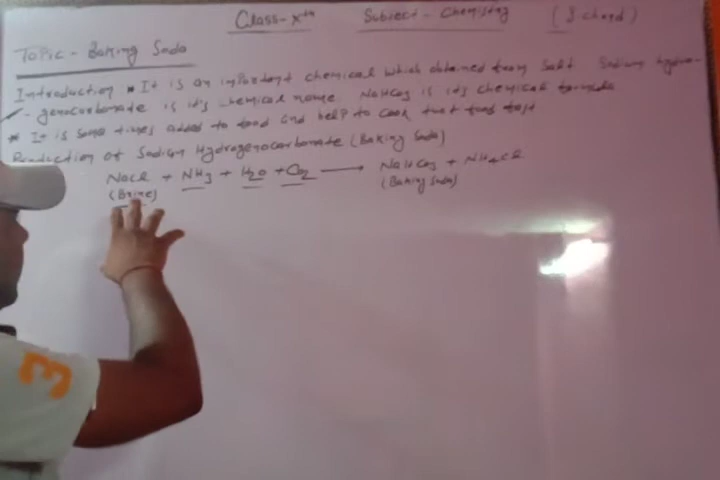 Class-Xth Subject - Chemistry
Topic - Baking Soda
Introduction * It is an important chemical which obtained from Salt Sodium hydro-
-genocarbonate is it's chemical name. NaHCO3 is it's chemical formula
* It is some times added to food and help to cook fast food fast
Production of Sodium Hydrogenocarbonate (Baking Soda)
NaCl + NH3 + H2O + CO2 ⟶ NaHCO3 + NH4Cl
(Brine) (Baking Soda)
3